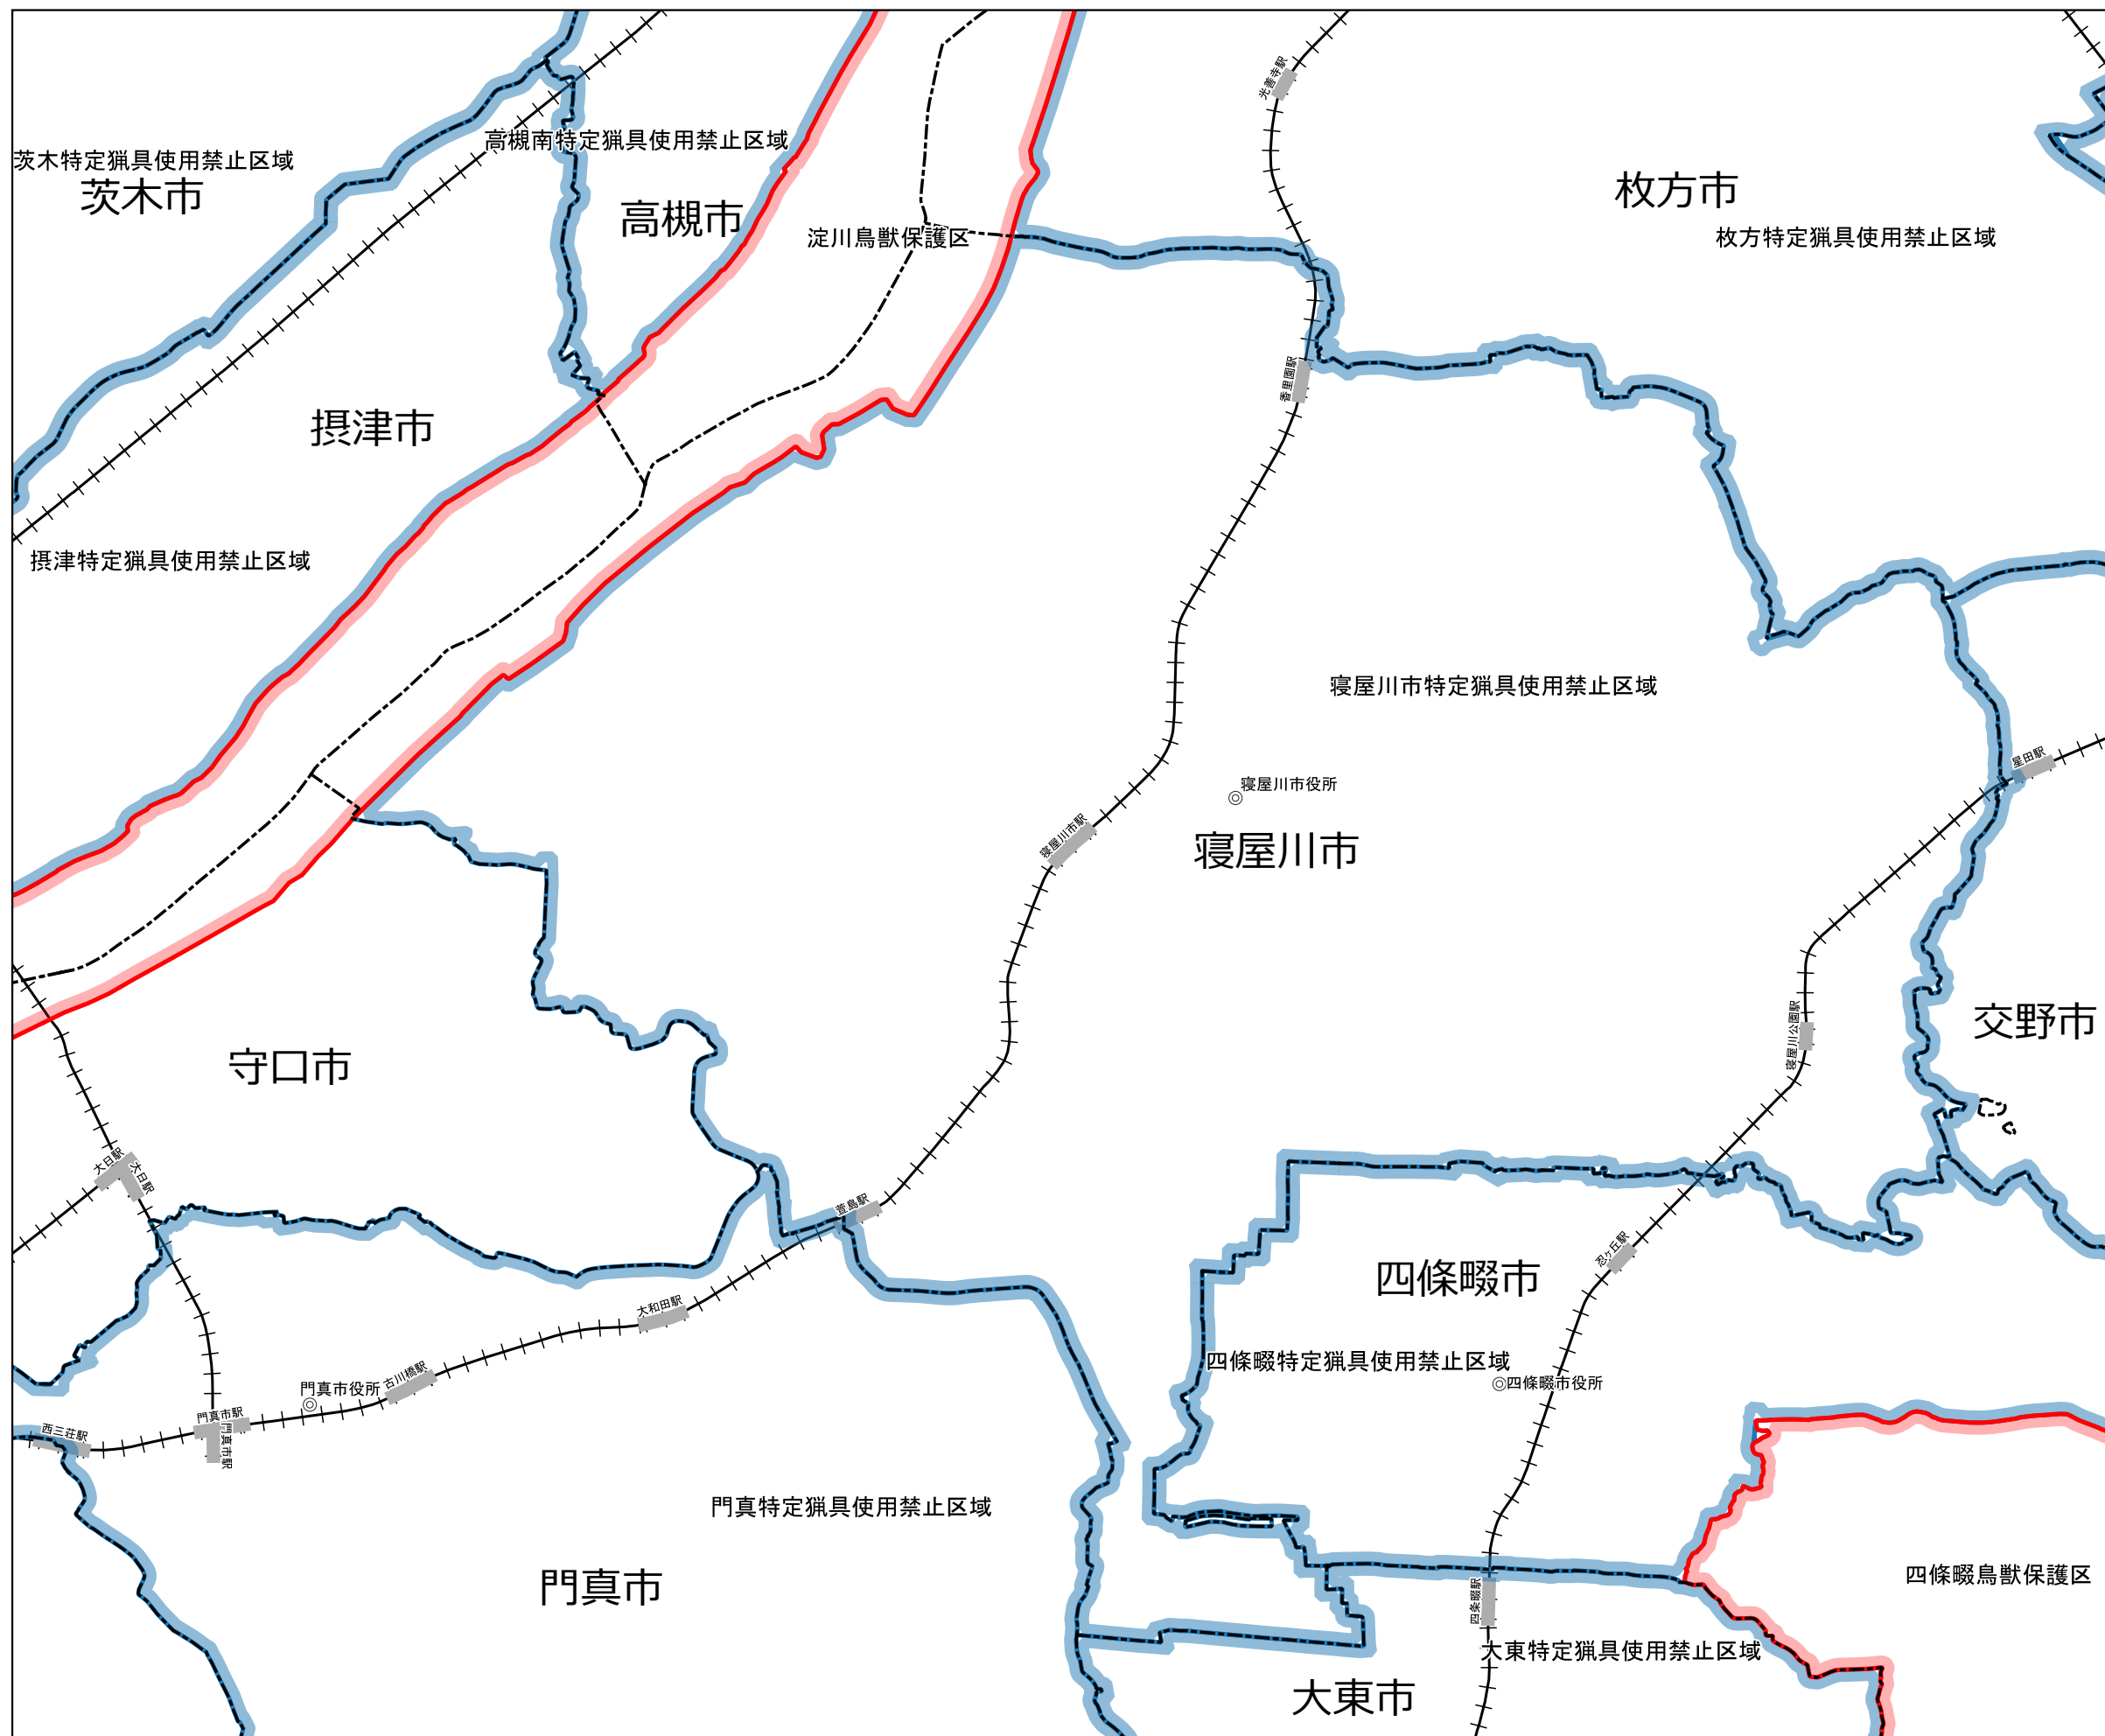 光善寺駅
高槻南特定猟具使用禁止区域
茨木特定猟具使用禁止区域
茨木市
枚方市
高槻市
淀川鳥獣保護区
枚方特定猟具使用禁止区域
香里園駅
摂津市
摂津特定猟具使用禁止区域
寝屋川市特定猟具使用禁止区域
星田駅
寝屋川市役所
寝屋川市駅
寝屋川市
寝屋川公園駅
交野市
守口市
大日駅
大日駅
萱島駅
忍ヶ丘駅
四條畷市
大和田駅
四條畷特定猟具使用禁止区域
古川橋駅
門真市役所
四條畷市役所
門真市駅
門真市駅
西三荘駅
門真特定猟具使用禁止区域
四條畷鳥獣保護区
門真市
四条畷駅
大東特定猟具使用禁止区域
大東市